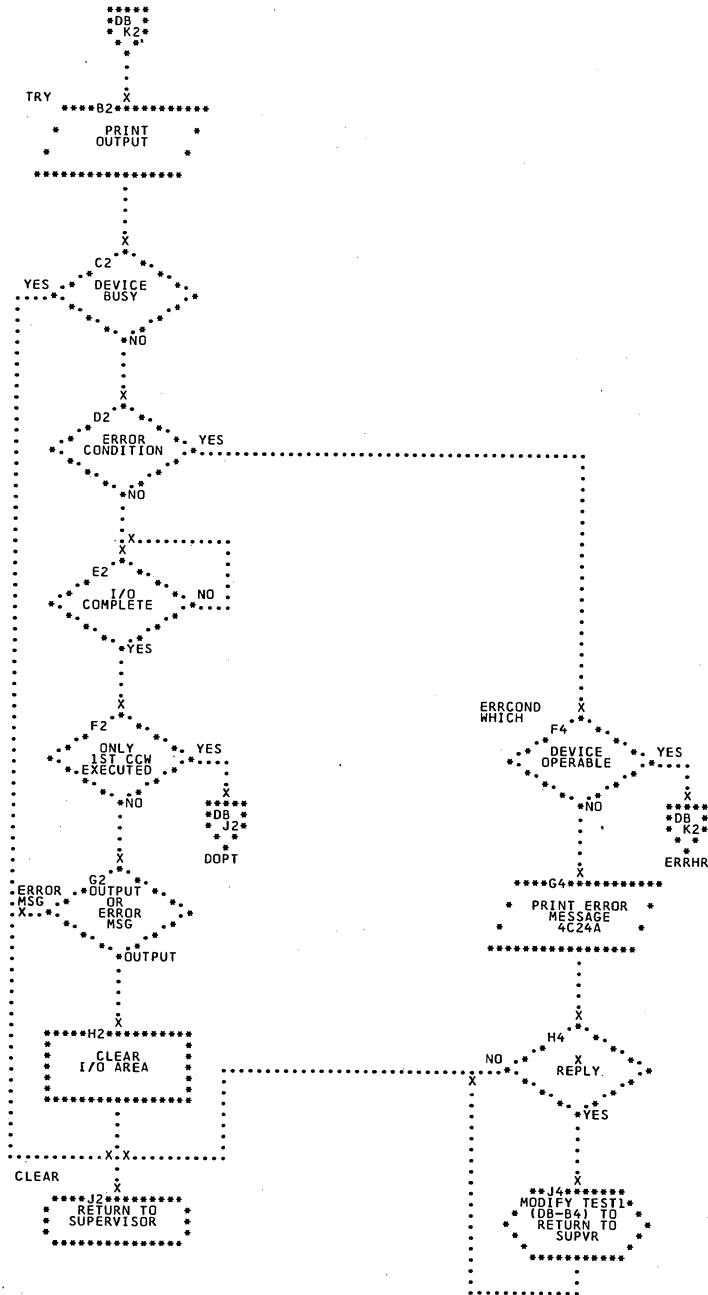 DB
K2
TRY
B2
PRINT
OUTPUT
C2
YES
DEVICE
BUSY
NO
D2
ERROR
CONDITION
YES
NO
E2
I/O
COMPLETE
NO
YES
F2
ONLY
1ST CCW
EXECUTED
YES
NO
DB
J2
DOPT
ERRCOND
WHICH
F4
DEVICE
OPERABLE
YES
NO
DB
K2
ERRHR
G2
OUTPUT
OR
ERROR
MSG
ERROR
MSG
OUTPUT
G4
PRINT ERROR
MESSAGE
4C24A
H2
CLEAR
I/O AREA
H4
NO
X
REPLY
YES
CLEAR
J2
RETURN TO
SUPERVISOR
J4
MODIFY TEST1
(DB-B4) TO
RETURN TO
SUPVR